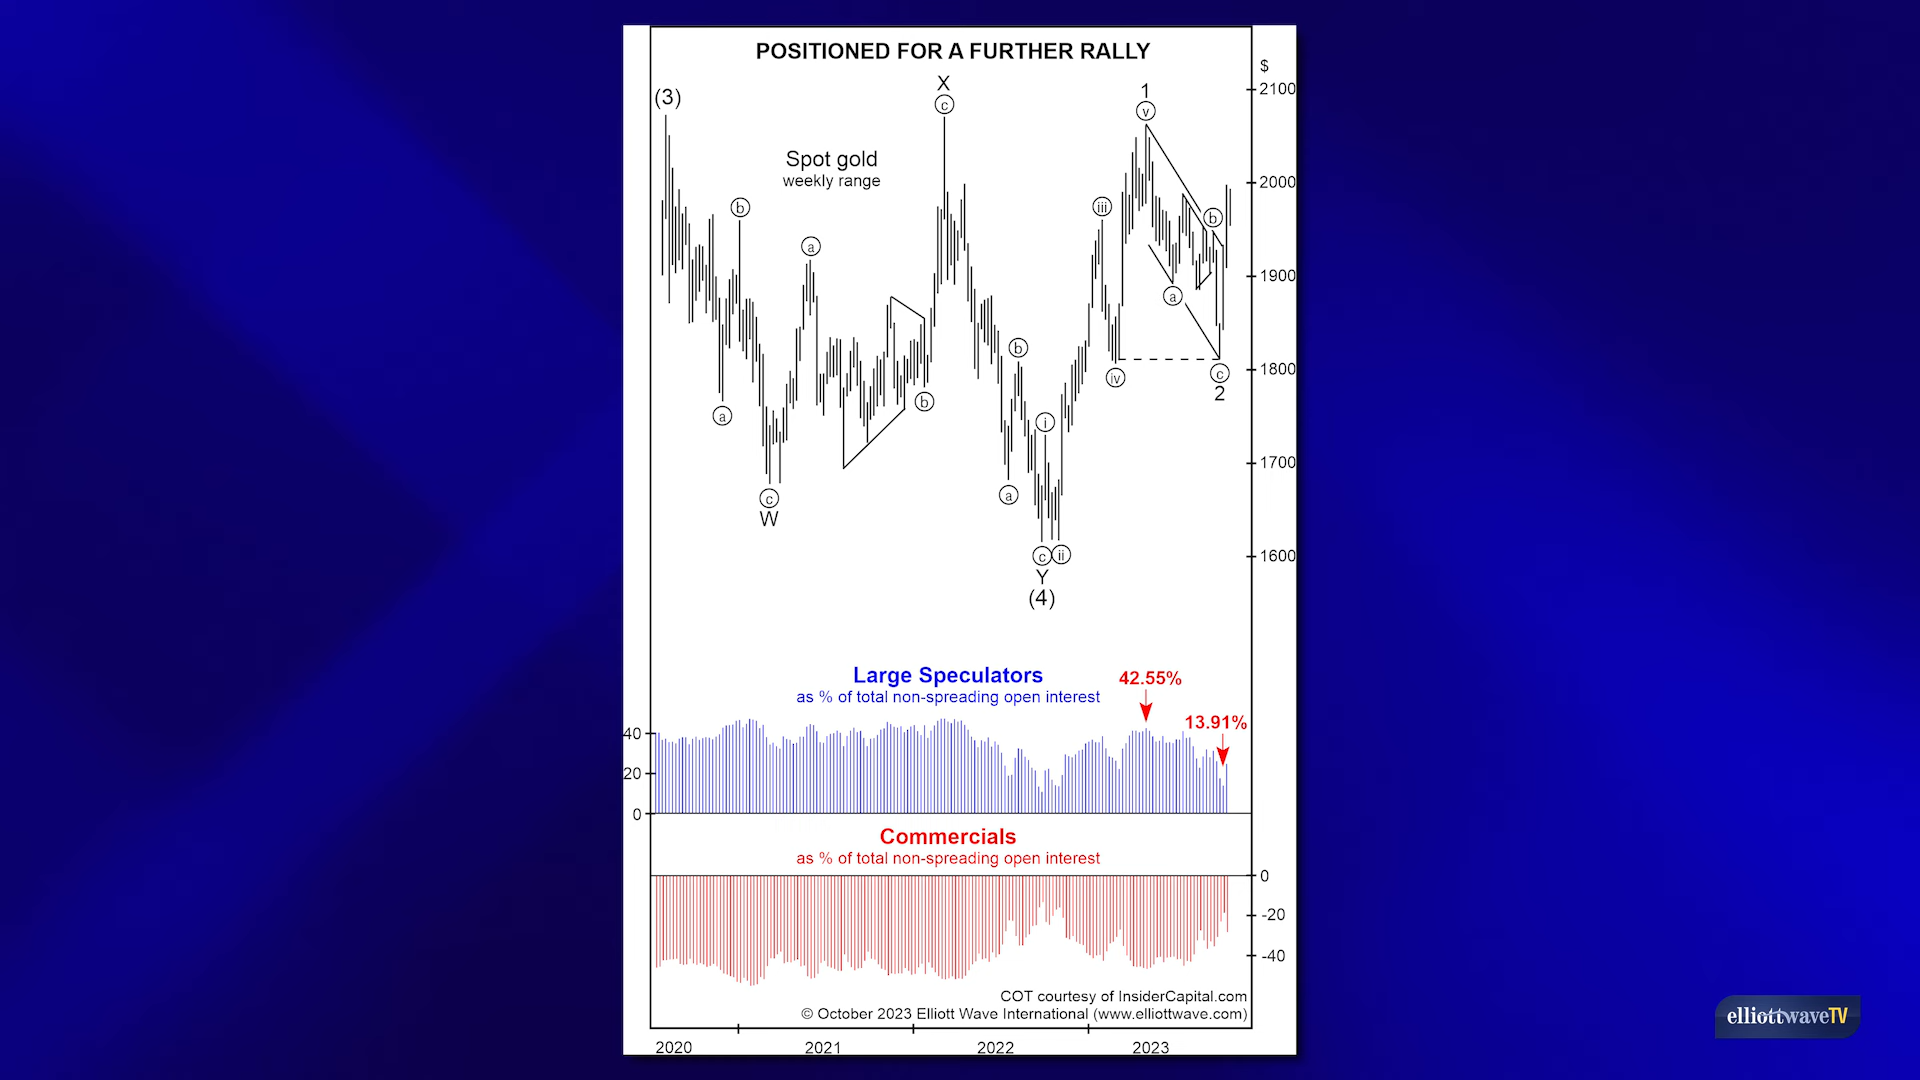 POSITIONED FOR A FURTHER RALLY
$
(3)
X
c
1
v
2100
Spot gold
weekly range
2000
b
a
iii
b
1900
a
b
i
iv
c
2
1800
a
b
c
W
a
1700
c
ii
Y
(4)
1600
Large Speculators
as % of total non-spreading open interest
42.55%
13.91%
40
20
0
Commercials
as % of total non-spreading open interest
0
-20
-40
COT courtesy of InsiderCapital.com
© October 2023 Elliott Wave International (www.elliottwave.com)
2020 2021 2022 2023
elliottwaveTV